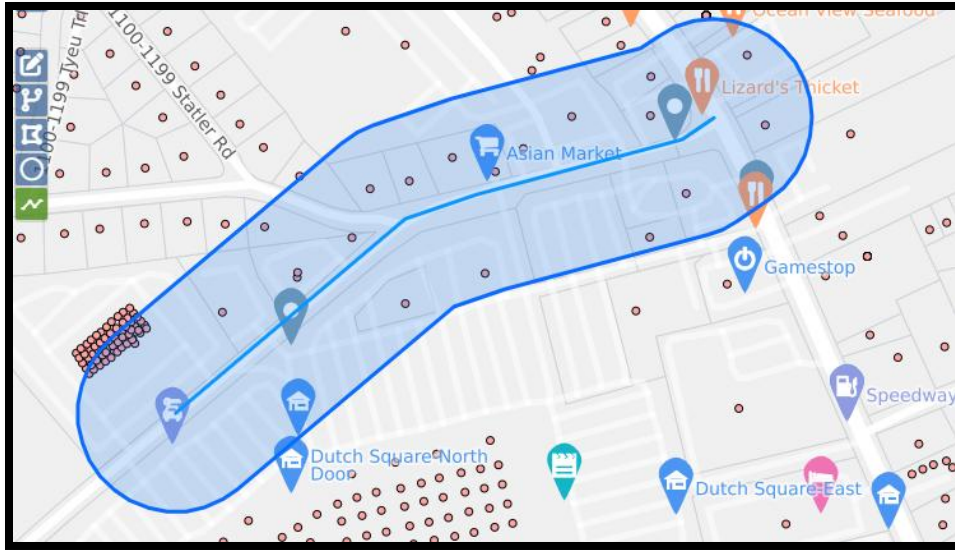 Ocean View Seafood
1100-1199 Tyeu Tr
1100-1199 Statler Rd
Lizard's Thicket
Asian Market
Gamestop
Speedway
Dutch Square North
Door
Dutch Square East